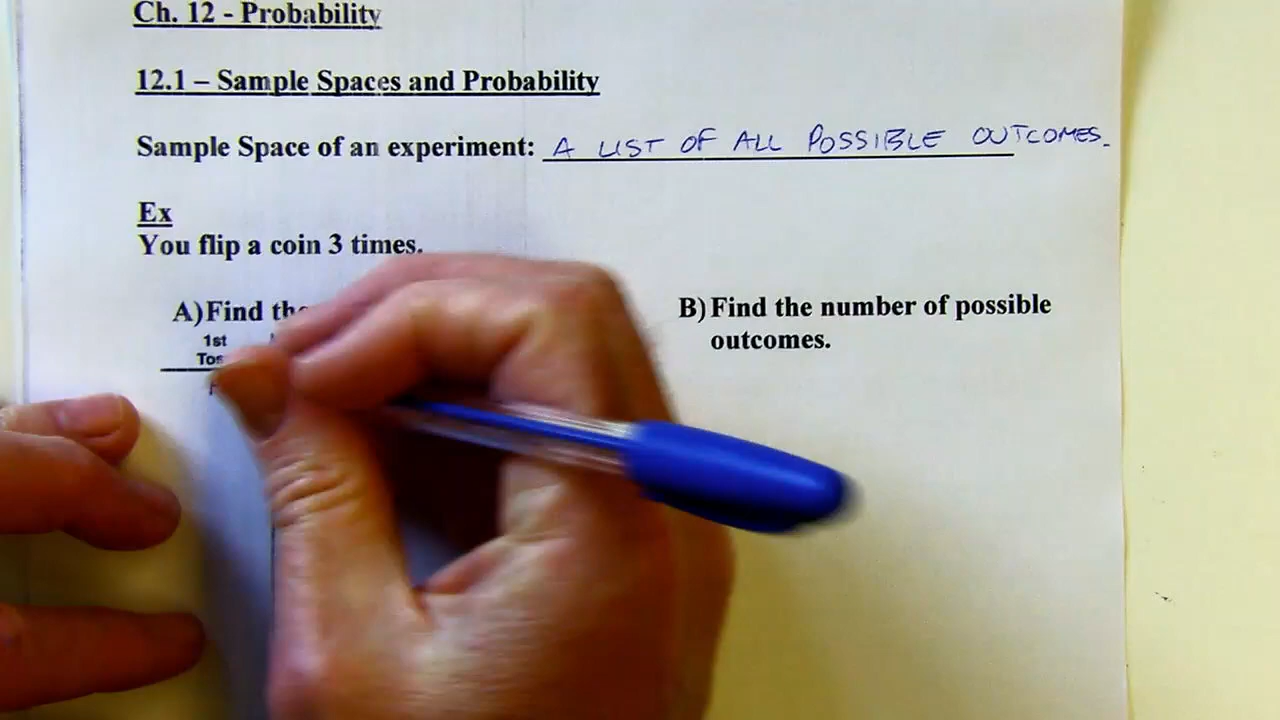 Ch. 12 - Probability
12.1 – Sample Spaces and Probability
Sample Space of an experiment: A LIST OF ALL POSSIBLE OUTCOMES.
Ex
You flip a coin 3 times.
A) Find the
B) Find the number of possible
outcomes.
1st